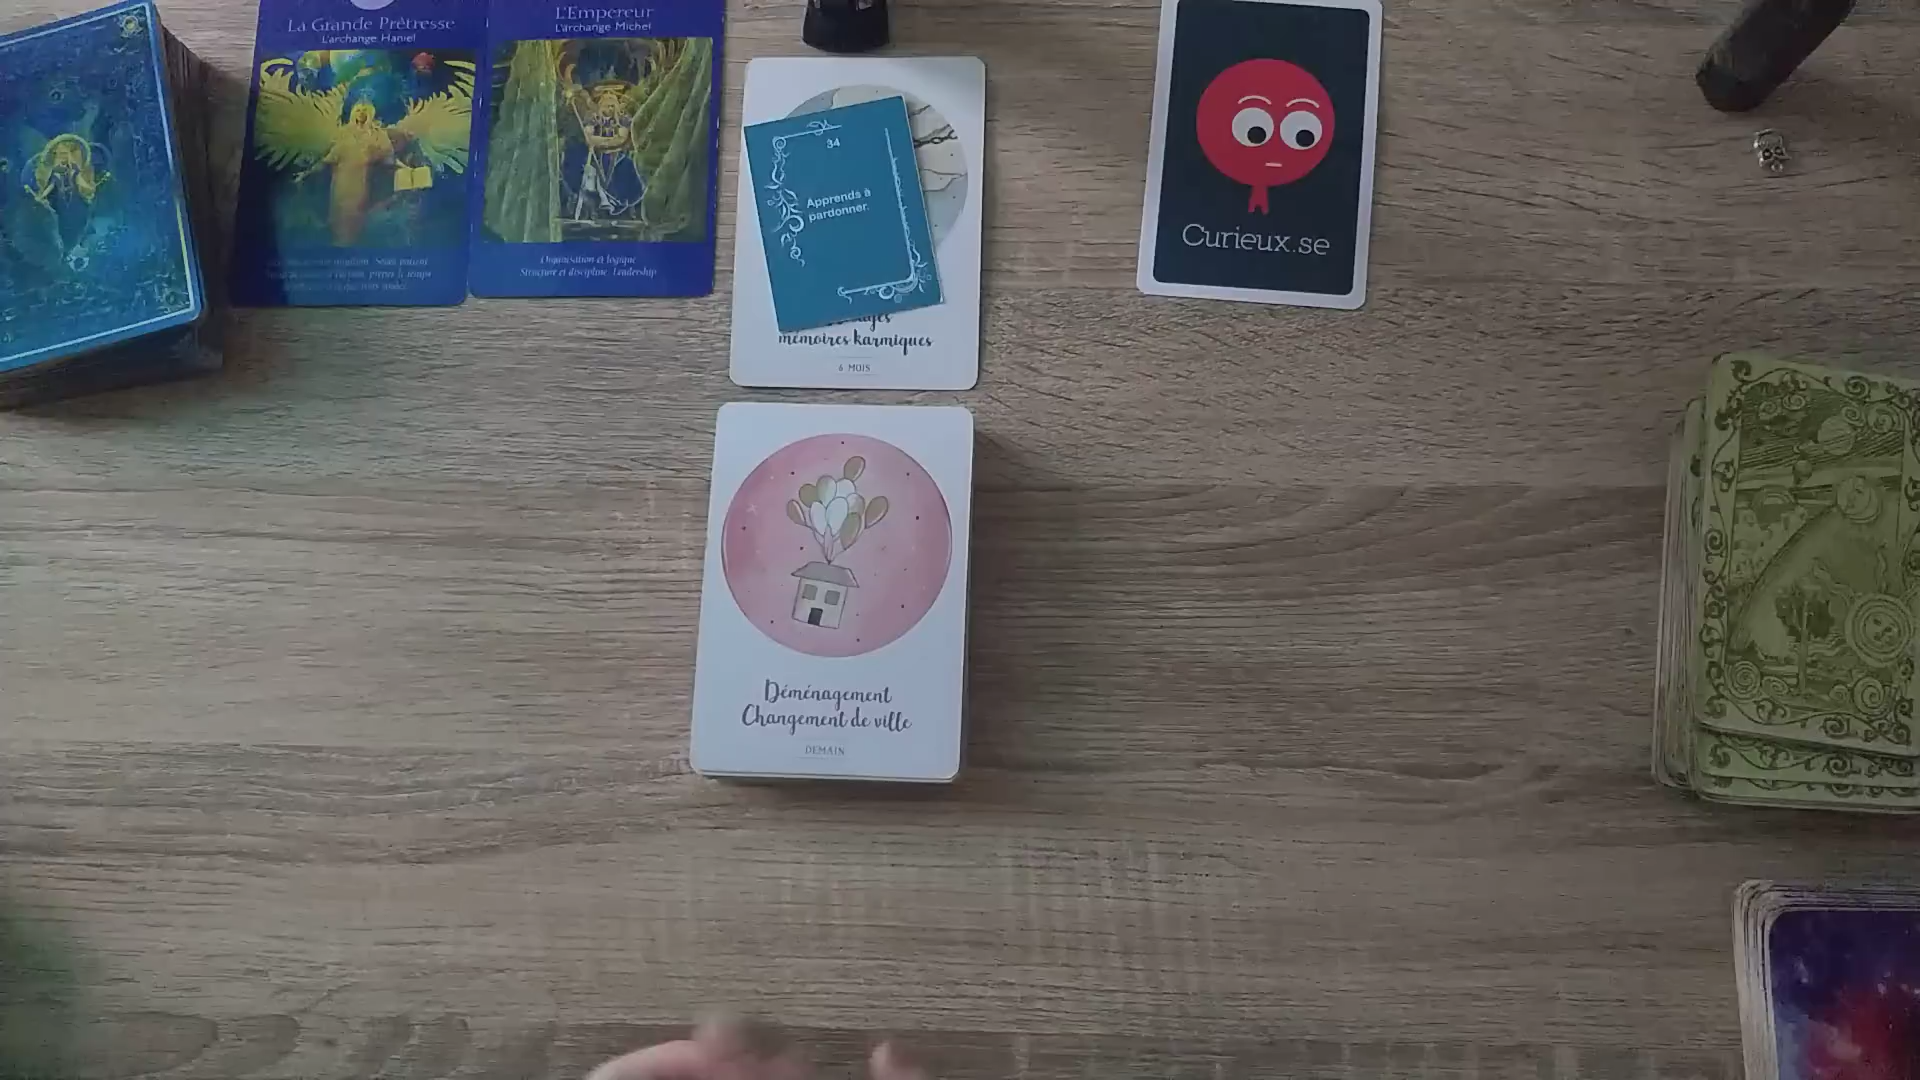 La Grande Prêtresse
L'archange Haniel
L'Empereur
L'archange Michel
Organisation et logique
Structure et discipline. Leadership
34
Apprends à
pardonner.
mémoires karmiques
6 MOIS
Curieux.se
Déménagement
Changement de ville
DEMAIN